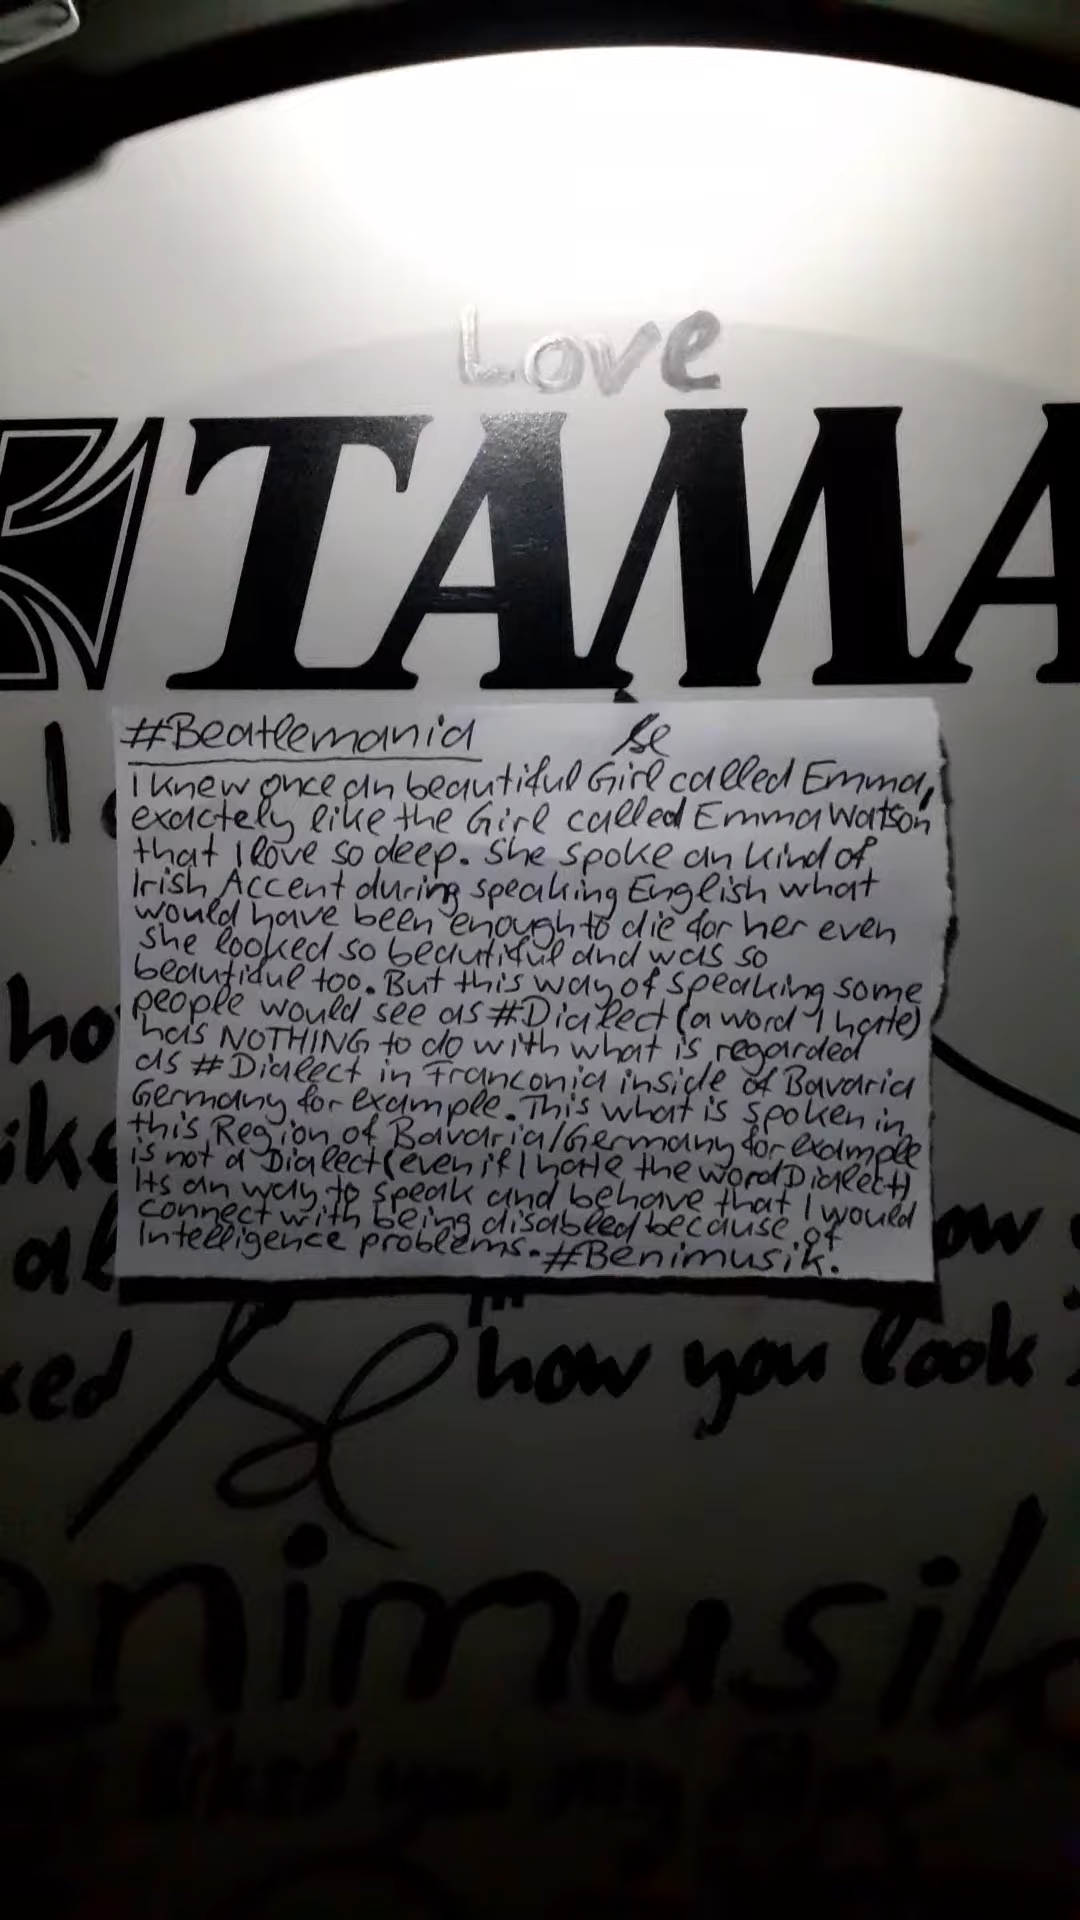 Love
TAMA
#Beatlemania
I knew once an beautiful Girl called Emma,
exactely like the Girl called Emma Watson
that I love so deep. She spoke an kind of
Irish Accent during speaking English what
would have been enough to die for her even
she looked so beautiful and was so
beautiful too. But this way of speaking some
people would see as #Dialect (a word I hate)
has NOTHING to do with what is regarded
as #Dialect in Franconia inside of Bavaria
Germany for example. This what is spoken in
this Region of Bavaria/Germany for example
is not a Dialect (even if I hate the word Dialect)
Its an way to speak and behave that I would
connect with being disabled because of
Intelligence problems. #Benimusik.
how you look
nimusik